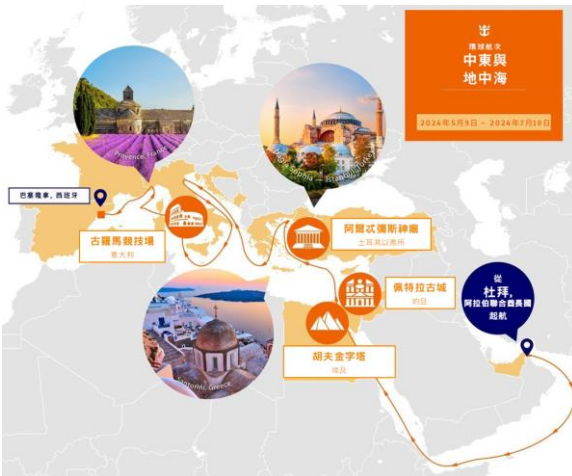 環球航次
中東與
地中海
2024年5月9日 – 2024年7月10日
Provence, France
Hagia Sophia — Istanbul, Turkey
巴塞隆拿, 西班牙
古羅馬競技場
意大利
阿爾忒彌斯神廟
土耳其以弗所
佩特拉古城
約旦
從
杜拜,
阿拉伯聯合酋長國
起航
胡夫金字塔
埃及
Santorini, Greece